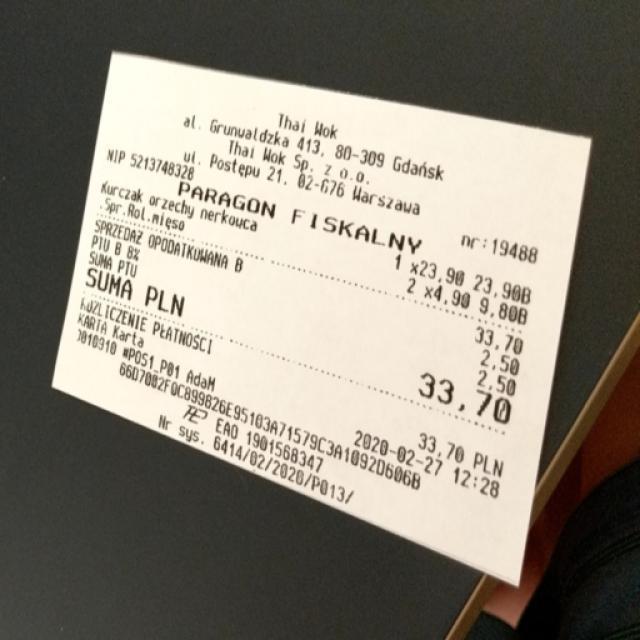 Thai Wok
al. Grunwaldzka 413, 80-309 Gdańsk
Thai Wok Sp. z o.o.
ul. Postępu 21, 02-676 Warszawa
NIP 5213748328 nr:19488
PARAGON FISKALNY
Kurczak orzechy nerkowca 1 x23,90 23,90B
.Spr.Rol.mięso 2 x4.90 9,80B
SPRZEDAŻ OPODATKOWANA B 33,70
PTU B 8% 2,50
SUMA PTU 2,50
SUMA PLN 33,70
ROZLICZENIE PŁATNOŚCI
KARTA Karta 33,70 PLN
#POS1_P01 AdaM 2020-02-27 12:28
66D7082F0C899B26E95103A71579C3A1092D606B
EAO 1901568347
Nr sys. 6414/02/2020/P013/